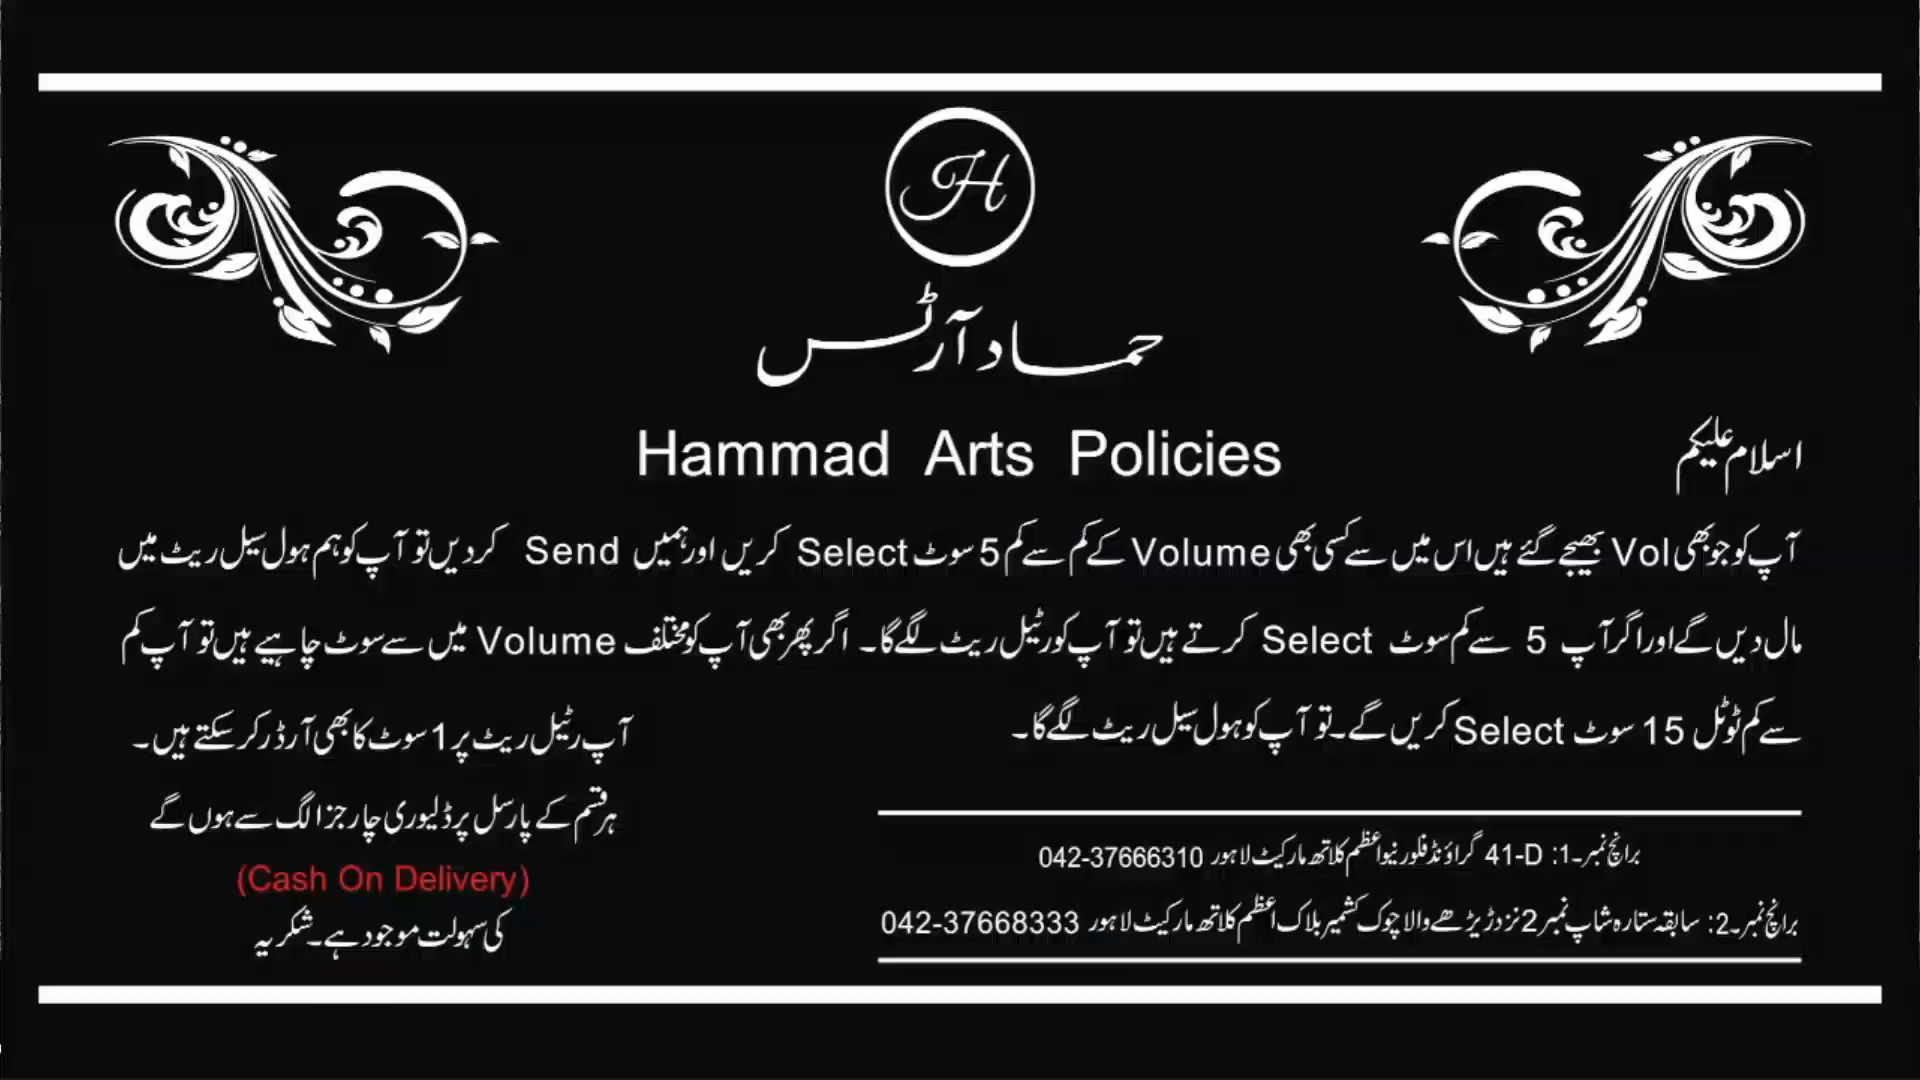 H
حماد آرٹس
Hammad Arts Policies
اسلام علیکم
آپ کو جو بھی Vol بھیجے گئے ہیں اس میں سے کسی بھی Volume کے کم سے کم 5 سوٹ Select کریں اور ہمیں Send کردیں تو آپ کو ہم ہول سیل ریٹ میں
مال دیں گے اور اگر آپ 5 سے کم سوٹ Select کرتے ہیں تو آپ کو رٹیل ریٹ لگے گا۔ اگر پھر بھی آپ کو مختلف Volume میں سے سوٹ چاہیے ہیں تو آپ کم
سے کم ٹوٹل 15 سوٹ Select کریں گے۔ تو آپ کو ہول سیل ریٹ لگے گا۔
آپ رٹیل ریٹ پر 1 سوٹ کا بھی آرڈر کر سکتے ہیں۔
ہر قسم کے پارسل پر ڈلیوری چارجز الگ سے ہوں گے
(Cash On Delivery)
کی سہولت موجود ہے۔ شکریہ
برانچ نمبر۔1: 41-D گراؤنڈ فلور نیو اعظم کلاتھ مارکیٹ لاہور 042-37666310
برانچ نمبر۔2: سابقہ ستارہ شاپ نمبر 2 نزد ڑیڑھے والا چوک کشمیر بلاک اعظم کلاتھ مارکیٹ لاہور 042-37668333